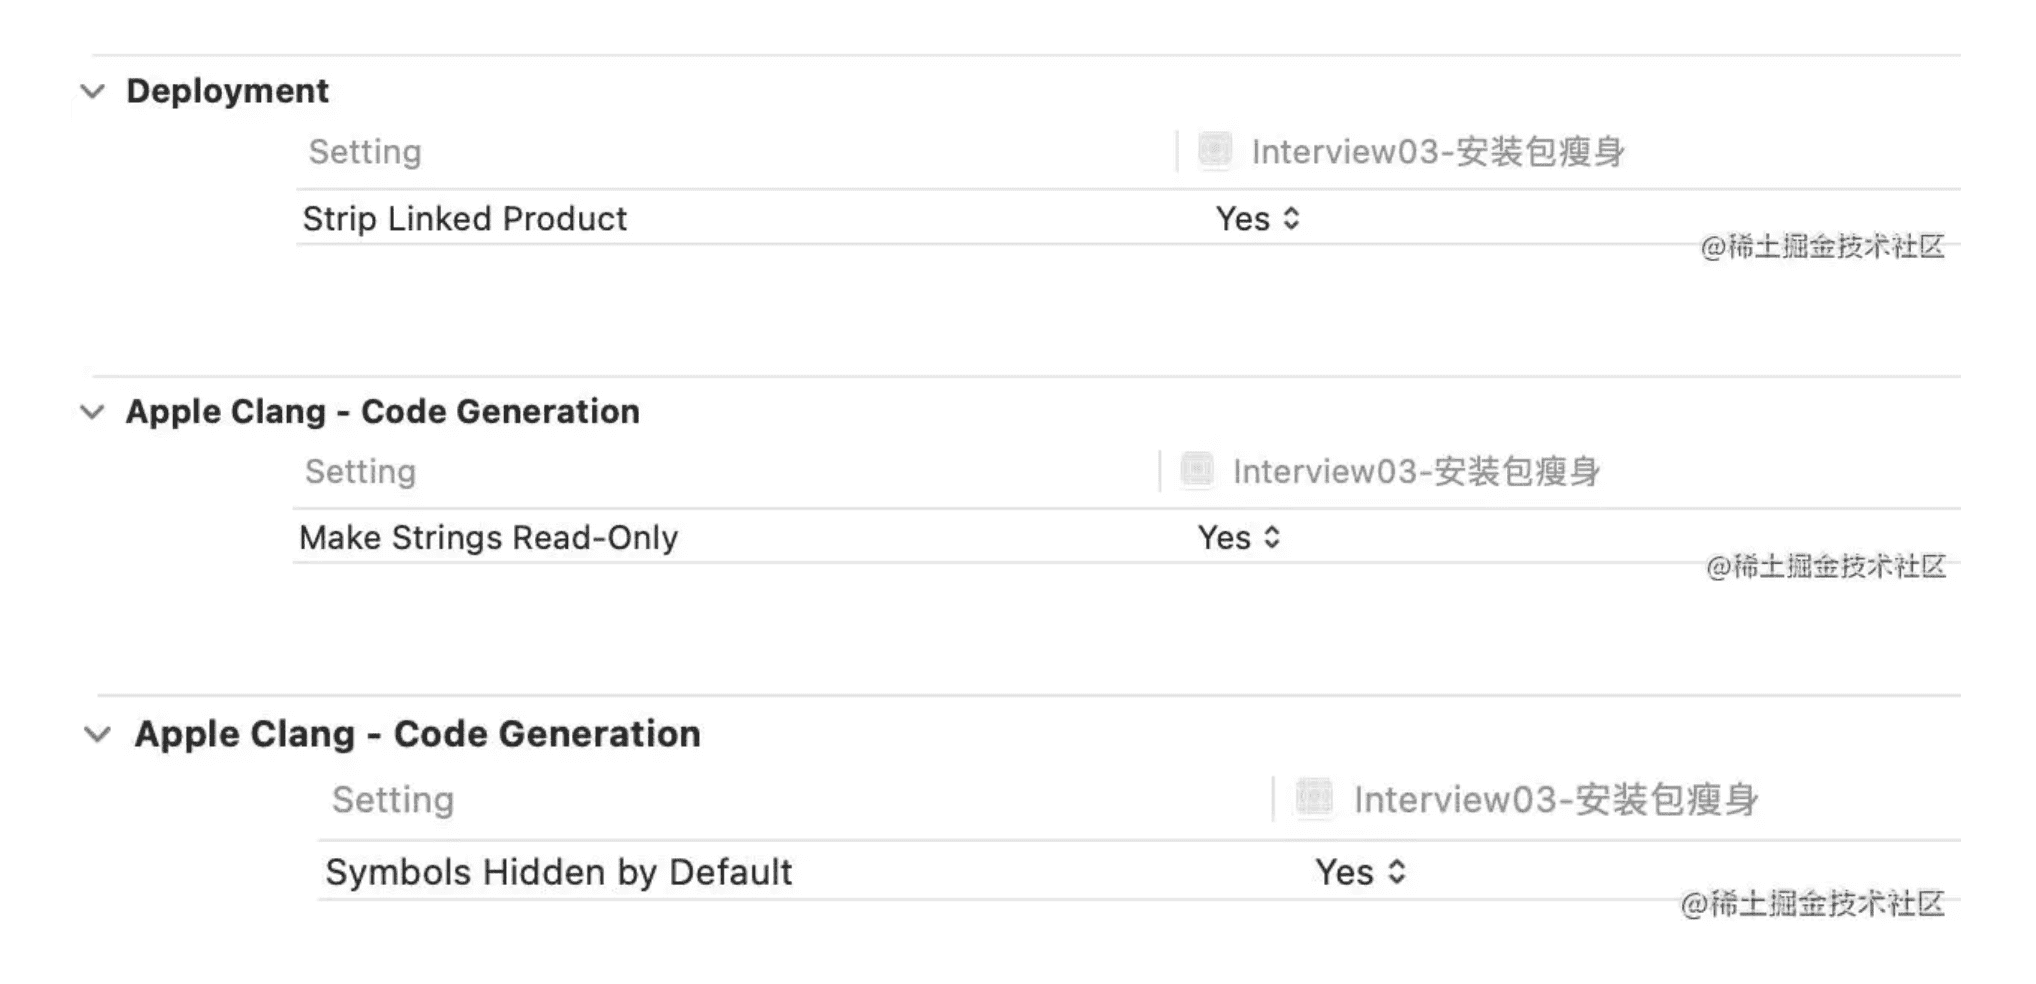 Deployment
Setting Interview03-安装包瘦身
Strip Linked Product Yes
@稀土掘金技术社区
Apple Clang - Code Generation
Setting Interview03-安装包瘦身
Make Strings Read-Only Yes
@稀土掘金技术社区
Apple Clang - Code Generation
Setting Interview03-安装包瘦身
Symbols Hidden by Default Yes
@稀土掘金技术社区